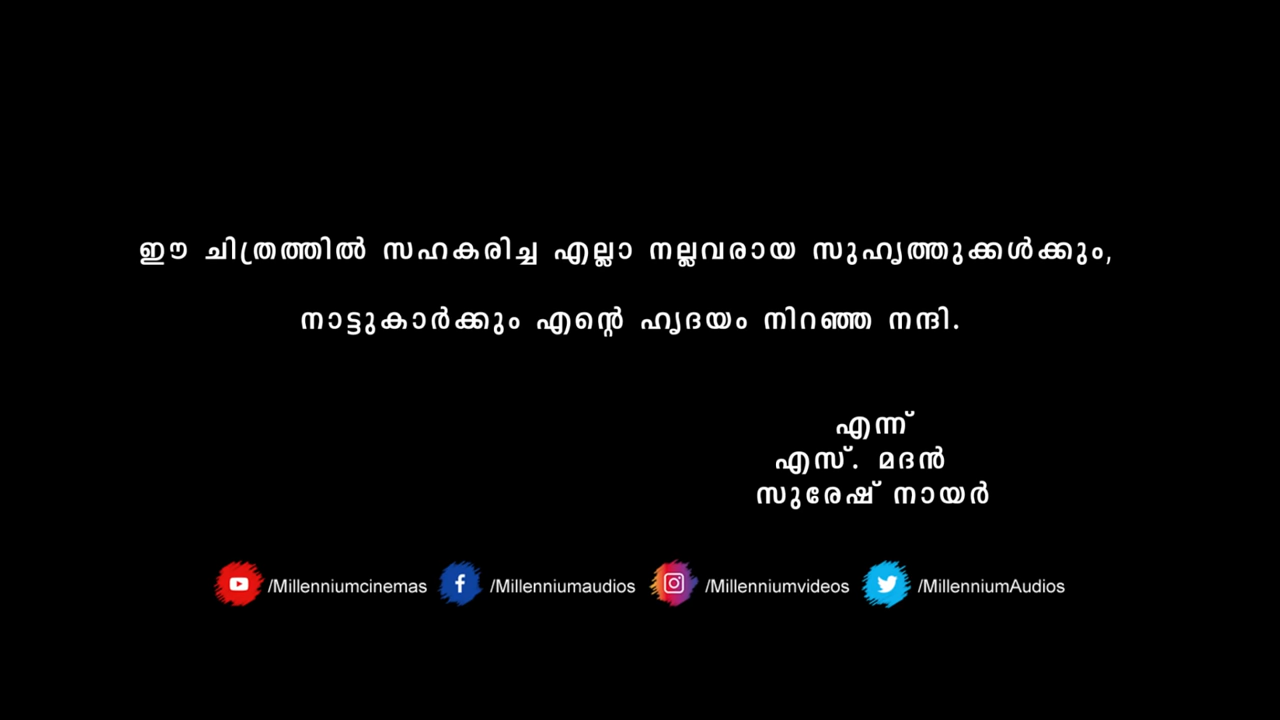 ഈ ചിത്രത്തിൽ സഹകരിച്ച എല്ലാ നല്ലവരായ സുഹൃത്തുക്കൾക്കും,
നാട്ടുകാർക്കും എന്റെ ഹൃദയം നിറഞ്ഞ നന്ദി.
എന്ന്
എസ്. മദൻ
സുരേഷ് നായർ
/Millenniumcinemas /Millenniumaudios /Millenniumvideos /MillenniumAudios